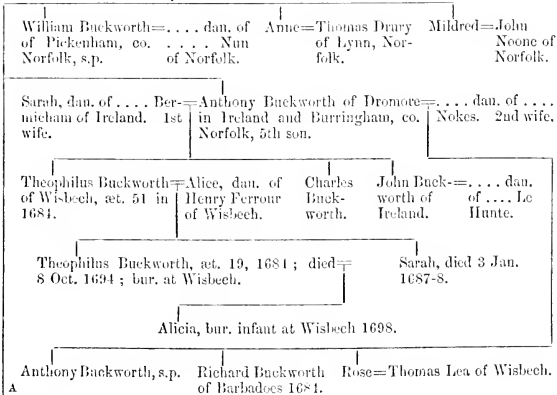 William Buckworth=. . . . dan. of Anne=Thomas Drury Mildred=John
of Pickenham, co. . . . . Nun of Lynn, Nor- Noone of
Norfolk, s.p. of Norfolk. folk. Norfolk.
Sarah, dan. of . . . . Ber-=Anthony Buckworth of Dromore=. . . . dan. of . . . .
micham of Ireland. 1st in Ireland and Burringham, co. Nokes. 2nd wife.
wife. Norfolk, 5th son.
Theophilus Buckworth=Alice, dan. of Charles John Buck-=. . . . dan.
of Wisbech, æt. 51 in Henry Ferrour Buck- worth of of . . . . Le
1684. of Wisbech. worth. Ireland. Hunte.
Theophilus Buckworth, æt. 19, 1684 ; died= Sarah, died 3 Jan.
8 Oct. 1694 ; bur. at Wisbech. 1687-8.
Alicia, bur. infant at Wisbech 1698.
Anthony Buckworth, s.p. Richard Buckworth Rose=Thomas Lea of Wisbech.
A of Barbadoes 1684.